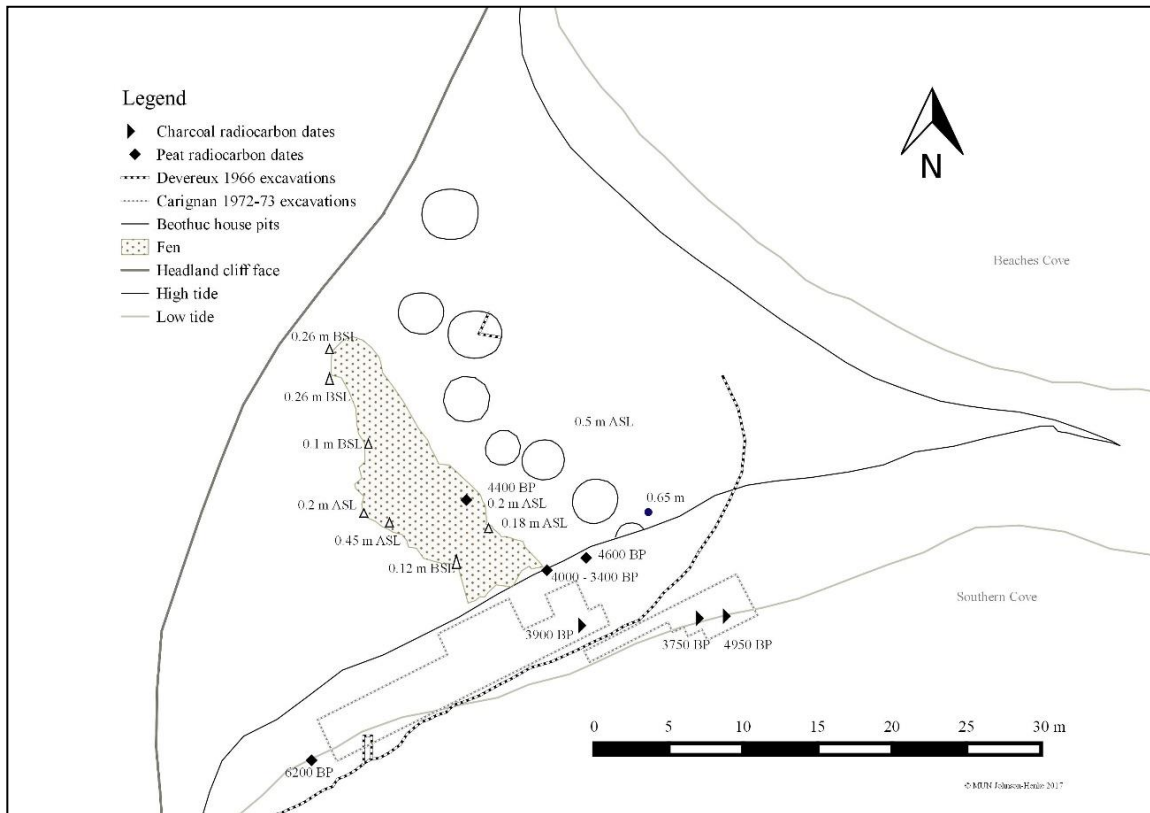 Legend
Charcoal radiocarbon dates
Peat radiocarbon dates
Devereux 1966 excavations
Carignan 1972-73 excavations
Beothuc house pits
Fen
Headland cliff face
High tide
Low tide
N
Beaches Cove
0.26 m BSL
0.26 m BSL
0.5 m ASL
0.1 m BSL
4400 BP
0.2 m ASL
0.2 m ASL
0.65 m
0.18 m ASL
0.45 m ASL
4600 BP
0.12 m BSL
4000 - 3400 BP
Southern Cove
3900 BP
3750 BP
4950 BP
0 5 10 15 20 25 30 m
6200 BP
© MUN Johnson-Henke 2017